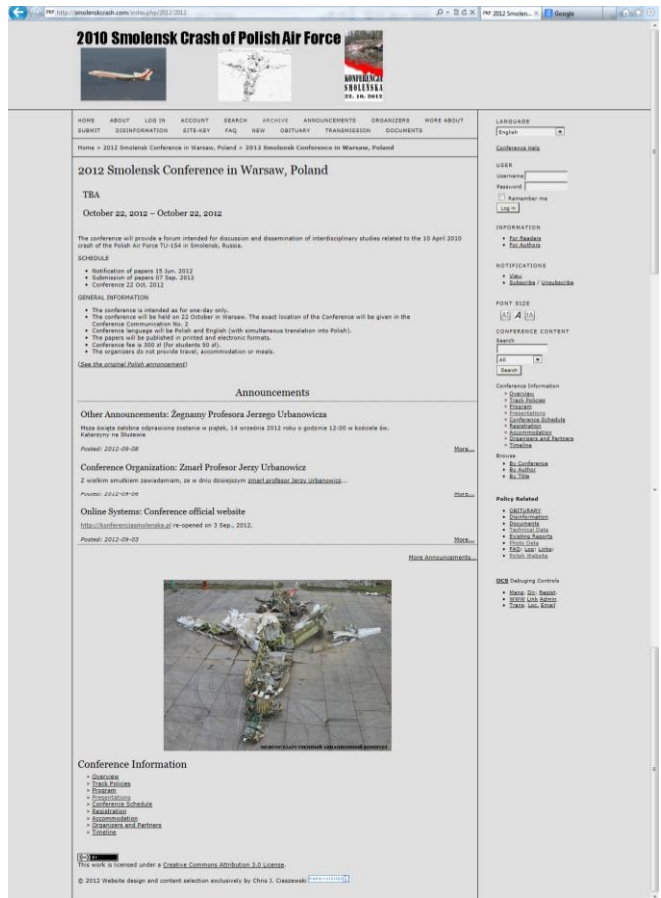 http://smolenskcrash.com/index.php/2012/2012
2012 Smolen...
Google
2010 Smolensk Crash of Polish Air Force
KONFERENCJA
SMOLEŃSKA
22. 10. 2012
HOME ABOUT LOG IN ACCOUNT SEARCH ARCHIVE ANNOUNCEMENTS ORGANIZERS MORE ABOUT
SUBMIT DISINFORMATION SITE-KEY FAQ NEW OBITUARY TRANSMISSION DOCUMENTS
Home > 2012 Smolensk Conference in Warsaw, Poland > 2012 Smolensk Conference in Warsaw, Poland
2012 Smolensk Conference in Warsaw, Poland
TBA
October 22, 2012 – October 22, 2012
The conference will provide a forum intended for discussion and dissemination of interdisciplinary studies related to the 10 April 2010
crash of the Polish Air Force TU-154 in Smolensk, Russia.
SCHEDULE
Notification of papers 15 Jun. 2012
Submission of papers 07 Sep. 2012
Conference 22 Oct. 2012
GENERAL INFORMATION
The conference is intended as for one-day only.
The conference will be held on 22 October in Warsaw. The exact location of the Conference will be given in the
Conference Communication No. 2
Conference language will be Polish and English (with simultaneous translation into Polish).
The papers will be published in printed and electronic formats.
Conference fee is 200 zł (for students 50 zł).
The organizers do not provide travel, accommodation or meals.
(See the original Polish announcement)
Announcements
Other Announcements: Żegnamy Profesora Jerzego Urbanowicza
Msza święta żałobna odprawiona zostanie w piątek, 14 września 2012 roku o godzinie 12:00 w kościele św.
Katarzyny na Służewie
Posted: 2012-09-08 More...
Conference Organization: Zmarł Profesor Jerzy Urbanowicz
Z wielkim smutkiem zawiadamiam, że w dniu dzisiejszym zmarł profesor Jerzy Urbanowicz...
Posted: 2012-09-06 More...
Online Systems: Conference official website
http://konferencjasmolenska.pl re-opened on 3 Sep., 2012.
Posted: 2012-09-03 More...
More Announcements...
МЕЖГОСУДАРСТВЕННЫЙ АВИАЦИОННЫЙ КОМИТЕТ
Conference Information
» Overview
» Track Policies
» Program
» Presentations
» Conference Schedule
» Registration
» Accommodation
» Organizers and Partners
» Timeline
This work is licensed under a Creative Commons Attribution 3.0 License.
© 2012 Website design and content selection exclusively by Chris J. Cieszewski
LANGUAGE
English
Conference Help
USER
Username
Password
Remember me
Log In
INFORMATION
For Readers
For Authors
NOTIFICATIONS
View
Subscribe / Unsubscribe
FONT SIZE
CONFERENCE CONTENT
Search
All
Search
Conference Information
» Overview
» Track Policies
» Program
» Presentations
» Conference Schedule
» Registration
» Accommodation
» Organizers and Partners
» Timeline
Browse
By Conference
By Author
By Title
Policy Related
OBITUARY
Disinformation
Documents
Technical Data
Existing Reports
Photo Data
FAQ: Log: Links:
Polish Website
OCS Debuging Controls
Mang. Dir. Regist.
WWW Link Admin
Trans. Loc. Email